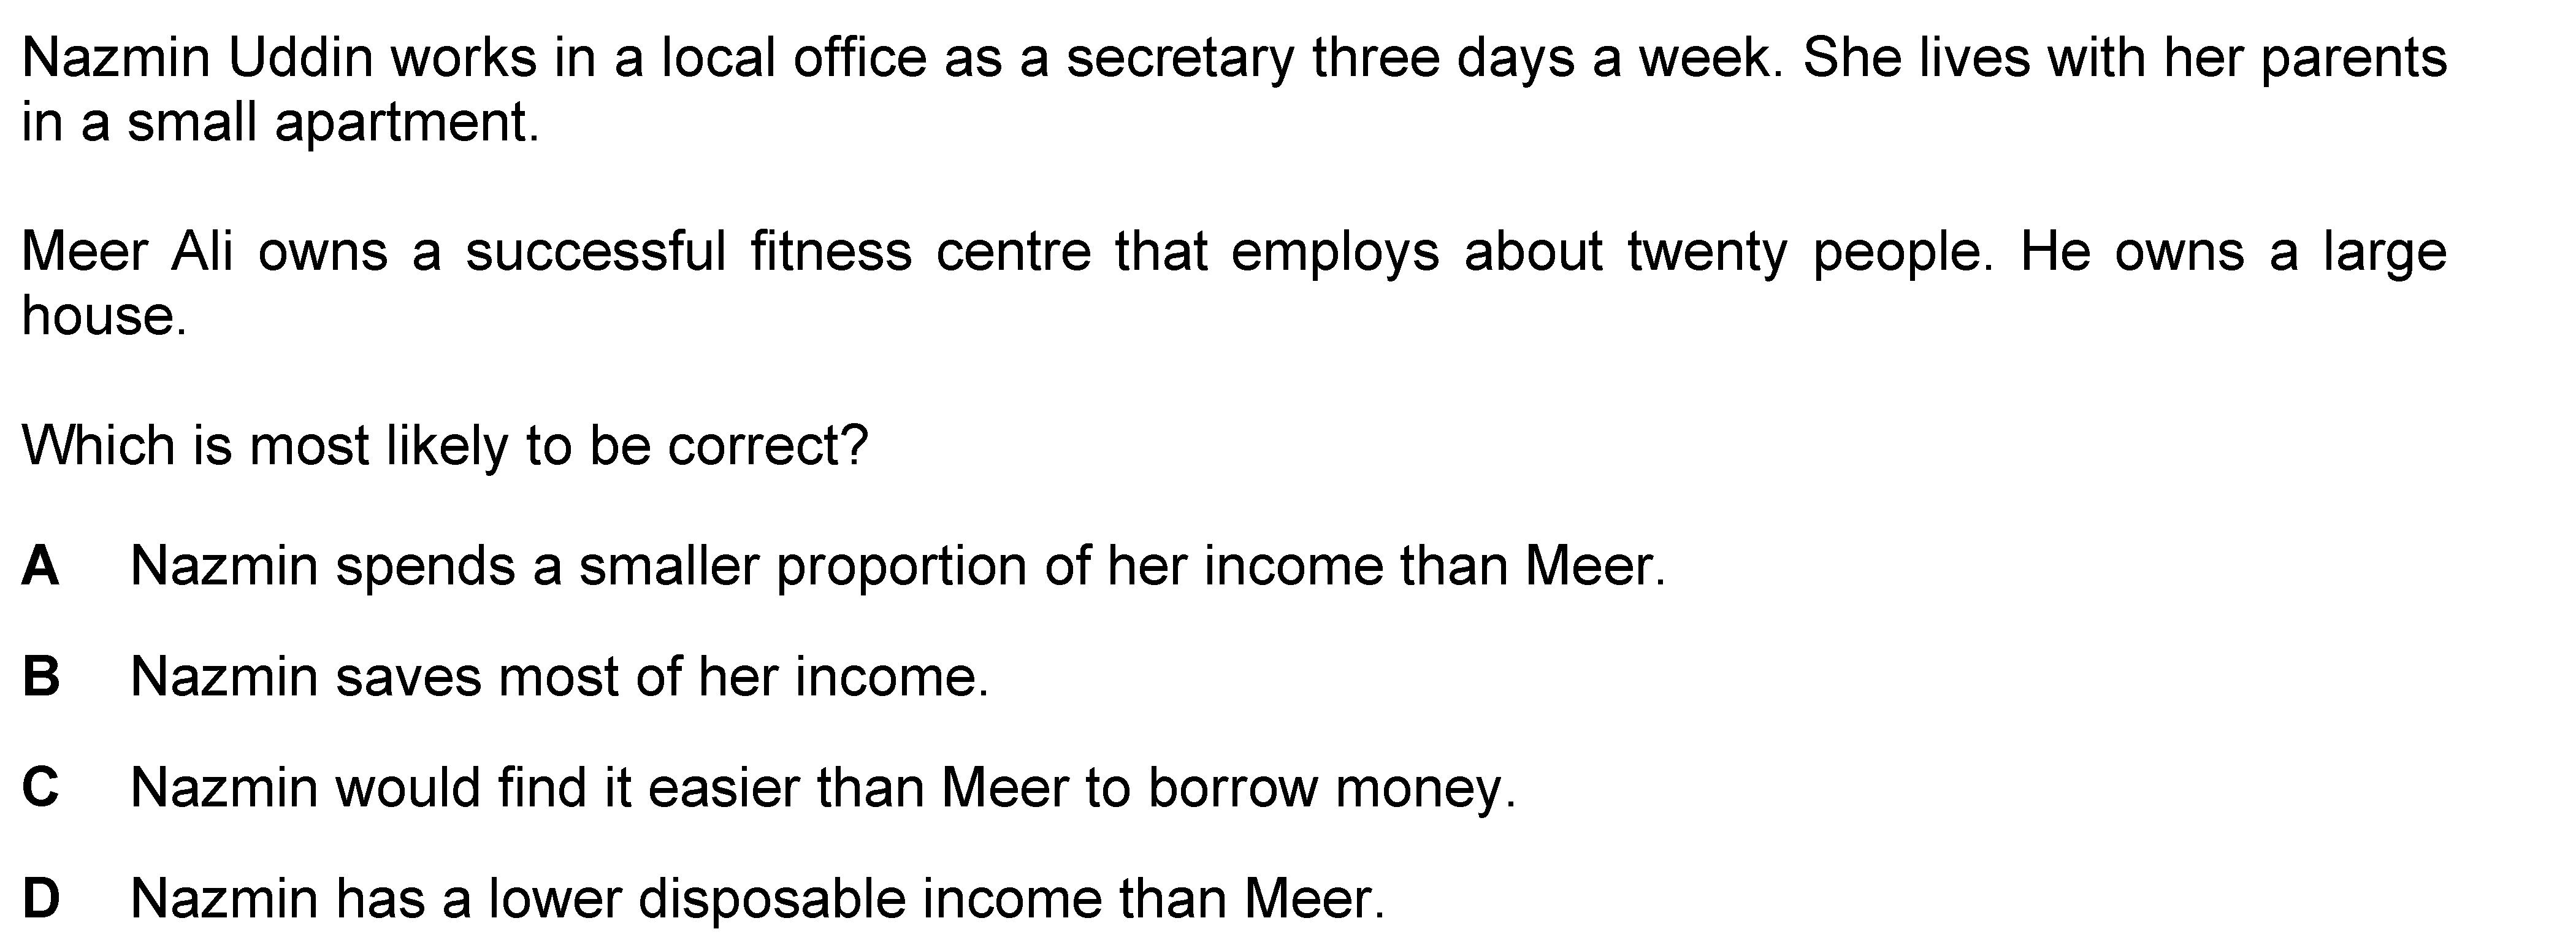 Nazmin Uddin works in a local office as a secretary three days a week. She lives with her parents
in a small apartment.
Meer Ali owns a successful fitness centre that employs about twenty people. He owns a large
house.
Which is most likely to be correct?
A Nazmin spends a smaller proportion of her income than Meer.
B Nazmin saves most of her income.
C Nazmin would find it easier than Meer to borrow money.
D Nazmin has a lower disposable income than Meer.